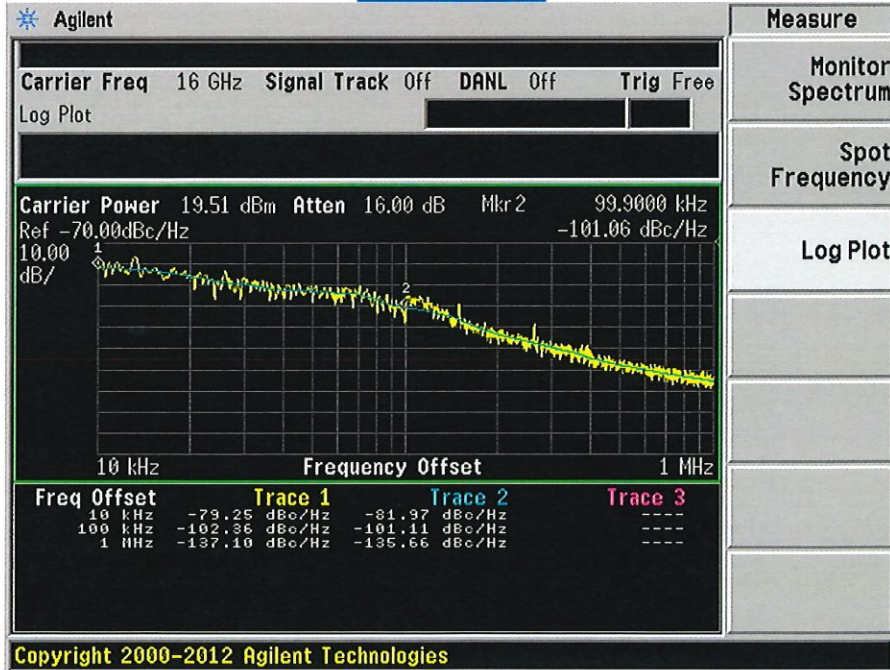 Agilent
Measure
Carrier Freq 16 GHz Signal Track Off DANL Off Trig Free
Log Plot
Monitor
Spectrum
Spot
Frequency
Log Plot
Carrier Power 19.51 dBm Atten 16.00 dB Mkr2 99.9000 kHz
Ref -70.00dBc/Hz -101.06 dBc/Hz
10.00
dB/
1
2
10 kHz Frequency Offset 1 MHz
Freq Offset Trace 1 Trace 2 Trace 3
10 kHz -79.25 dBc/Hz -81.97 dBc/Hz ----
100 kHz -102.36 dBc/Hz -101.11 dBc/Hz ----
1 MHz -137.10 dBc/Hz -135.66 dBc/Hz ----
Copyright 2000-2012 Agilent Technologies